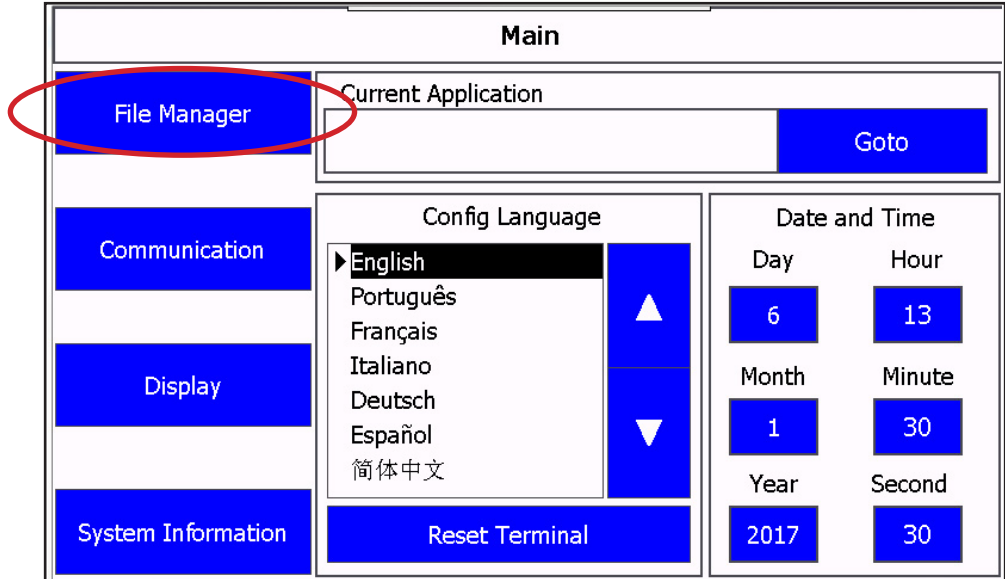 Main
File Manager
Communication
Display
System Information
Current Application
Goto
Config Language
English
Português
Français
Italiano
Deutsch
Español
简体中文
Reset Terminal
Date and Time
Day Hour
6 13
Month Minute
1 30
Year Second
2017 30